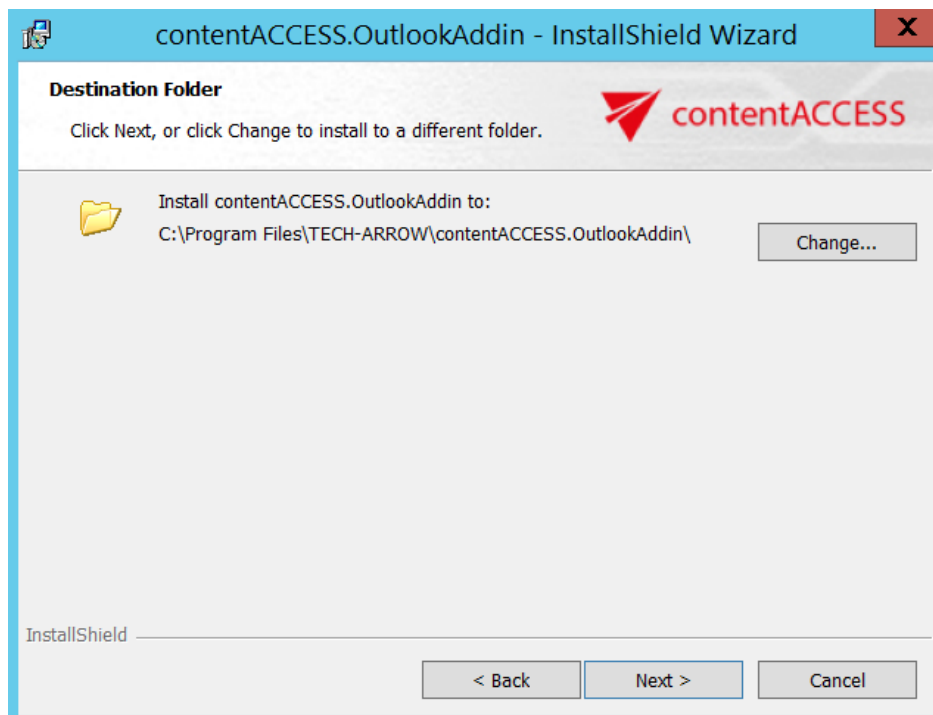 contentACCESS.OutlookAddin - InstallShield Wizard
X
Destination Folder
Click Next, or click Change to install to a different folder.
contentACCESS
Install contentACCESS.OutlookAddin to:
C:\Program Files\TECH-ARROW\contentACCESS.OutlookAddin\
Change...
InstallShield
< Back
Next >
Cancel